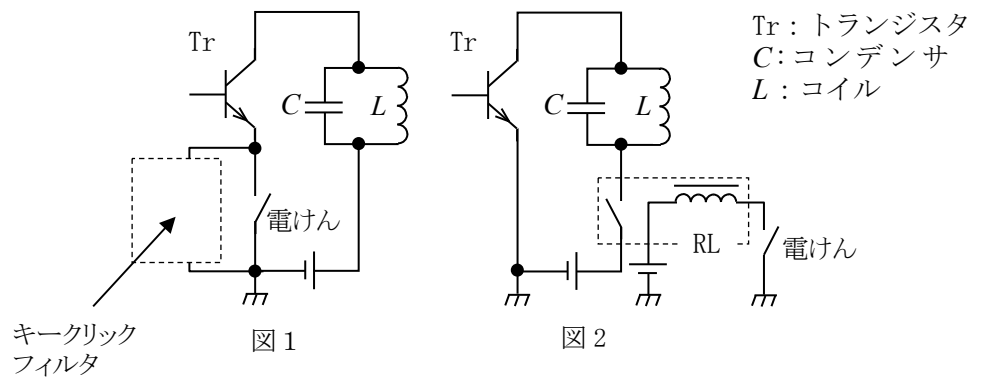 Tr
C
L
電けん
キークリック
フィルタ
図1
Tr
C
L
RL
電けん
図2
Tr：トランジスタ
C：コンデンサ
L：コイル